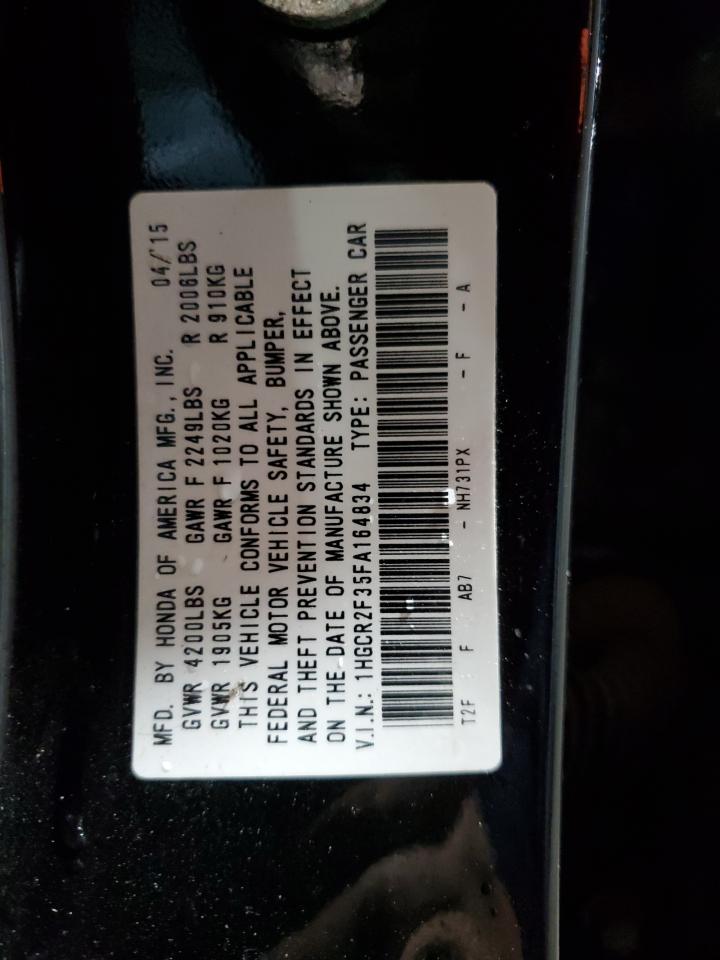 MFD. BY HONDA OF AMERICA MFG., INC. 04/'15
GVWR 4200LBS GAWR F 2249LBS R 2006LBS
GVWR 1905KG GAWR F 1020KG R 910KG
THIS VEHICLE CONFORMS TO ALL APPLICABLE
FEDERAL MOTOR VEHICLE SAFETY, BUMPER,
AND THEFT PREVENTION STANDARDS IN EFFECT
ON THE DATE OF MANUFACTURE SHOWN ABOVE.
V.I.N.: 1HGCR2F35FA164834 TYPE: PASSENGER CAR
T2F F AB7 - NH731PX - F - A